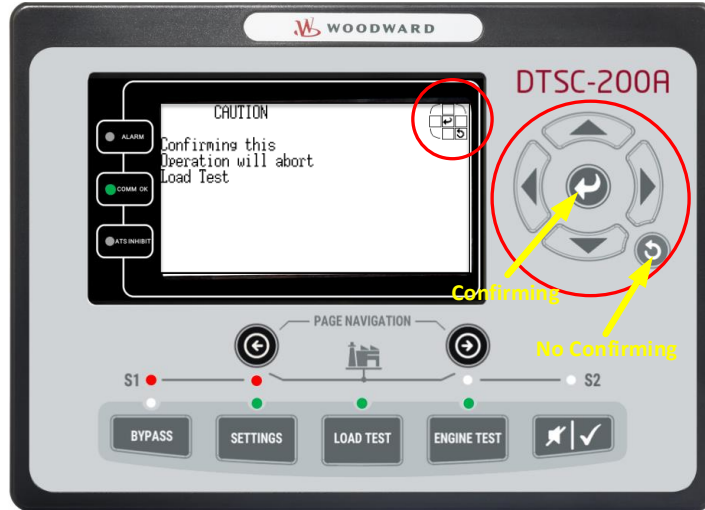 WOODWARD
DTSC-200A
CAUTION
Confirming this
Operation will abort
Load Test
ALARM
COMM OK
ATS INHIBIT
Confirming
No Confirming
PAGE NAVIGATION
S1
S2
BYPASS
SETTINGS
LOAD TEST
ENGINE TEST